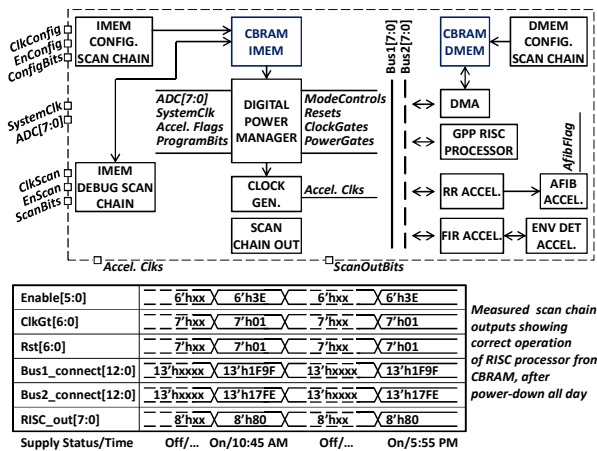 ClkConfig
EnConfig
ConfigBits
IMEM
CONFIG.
SCAN CHAIN
CBRAM
IMEM
Bus1[7:0]
Bus2[7:0]
CBRAM
DMEM
DMEM
CONFIG.
SCAN CHAIN
SystemClk
ADC[7:0]
ADC[7:0]
SystemClk
Accel. Flags
ProgramBits
DIGITAL
POWER
MANAGER
ModeControls
Resets
ClockGates
PowerGates
DMA
GPP RISC
PROCESSOR
AfibFlag
ClkScan
EnScan
ScanBits
IMEM
DEBUG SCAN
CHAIN
CLOCK
GEN.
Accel. Clks
RR ACCEL.
AFIB
ACCEL.
SCAN
CHAIN OUT
FIR ACCEL.
ENV DET
ACCEL.
Accel. Clks
ScanOutBits
Enable[5:0] 6'hxx 6'h3E 6'hxx 6'h3E
ClkGt[6:0] 7'hxx 7'h01 7'hxx 7'h01
Rst[6:0] 7'hxx 7'h01 7'hxx 7'h01
Bus1_connect[12:0] 13'hxxxx 13'h1F9F 13'hxxxx 13'h1F9F
Bus2_connect[12:0] 13'hxxxx 13'h17FE 13'hxxxx 13'h17FE
RISC_out[7:0] 8'hxx 8'h80 8'hxx 8'h80
Supply Status/Time Off/... On/10:45 AM Off/... On/5:55 PM
Measured scan chain
outputs showing
correct operation
of RISC processor fron
CBRAM, after
power-down all day